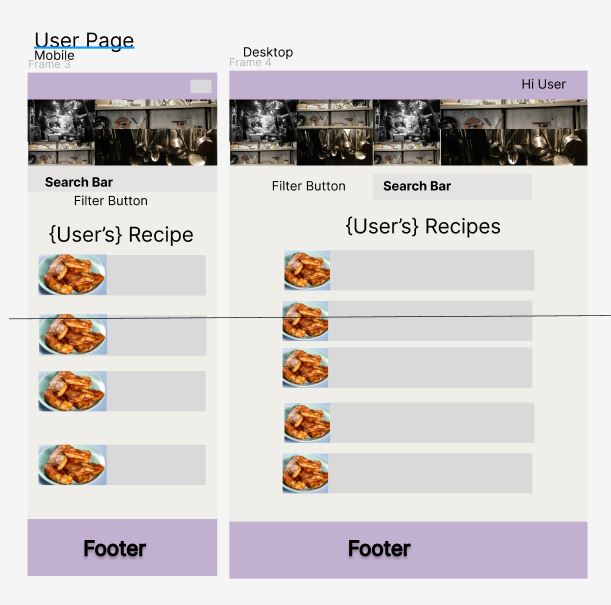 User Page
Mobile
Frame 3
Search Bar
Filter Button
{User’s} Recipe
Footer
Desktop
Frame 4
Hi User
Filter Button
Search Bar
{User’s} Recipes
Footer